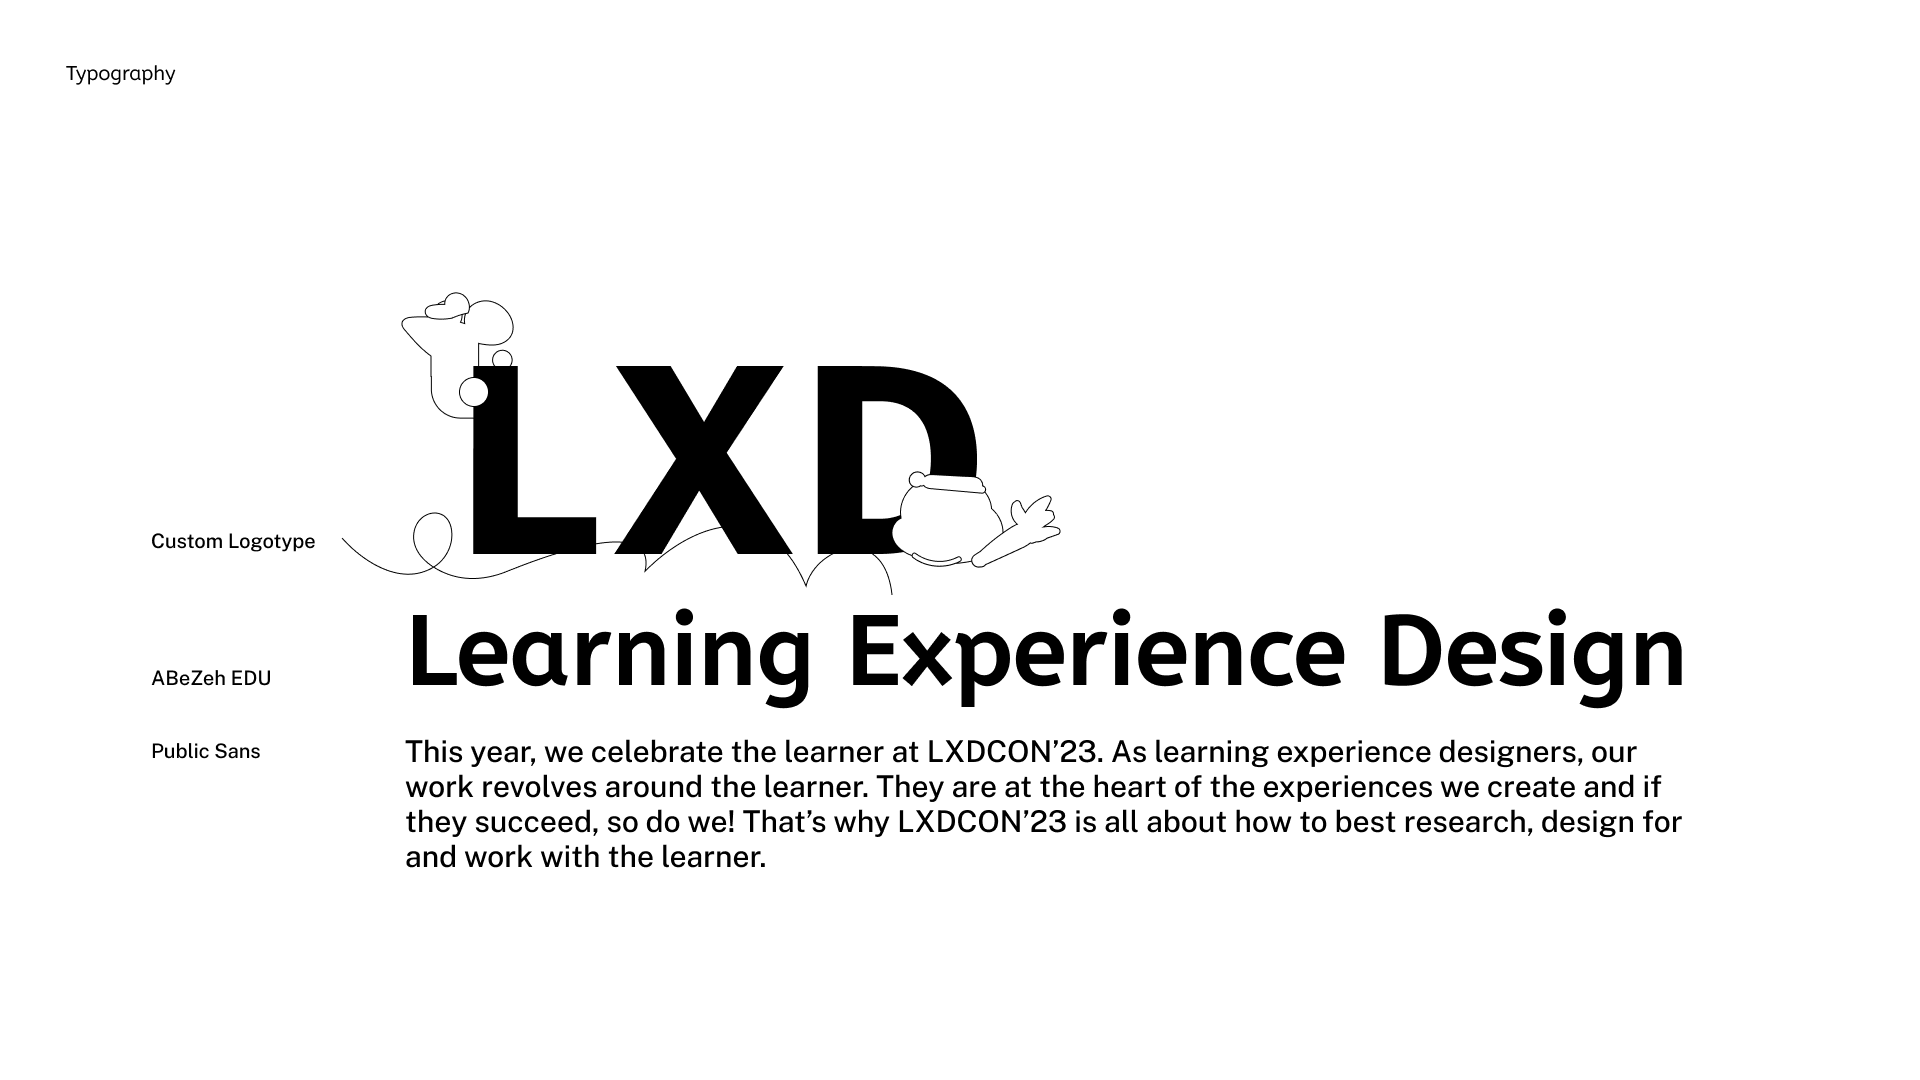 Typography
LXD
Custom Logotype
ABeZeh EDU
Learning Experience Design
Public Sans
This year, we celebrate the learner at LXDCON’23. As learning experience designers, our
work revolves around the learner. They are at the heart of the experiences we create and if
they succeed, so do we! That’s why LXDCON’23 is all about how to best research, design for
and work with the learner.